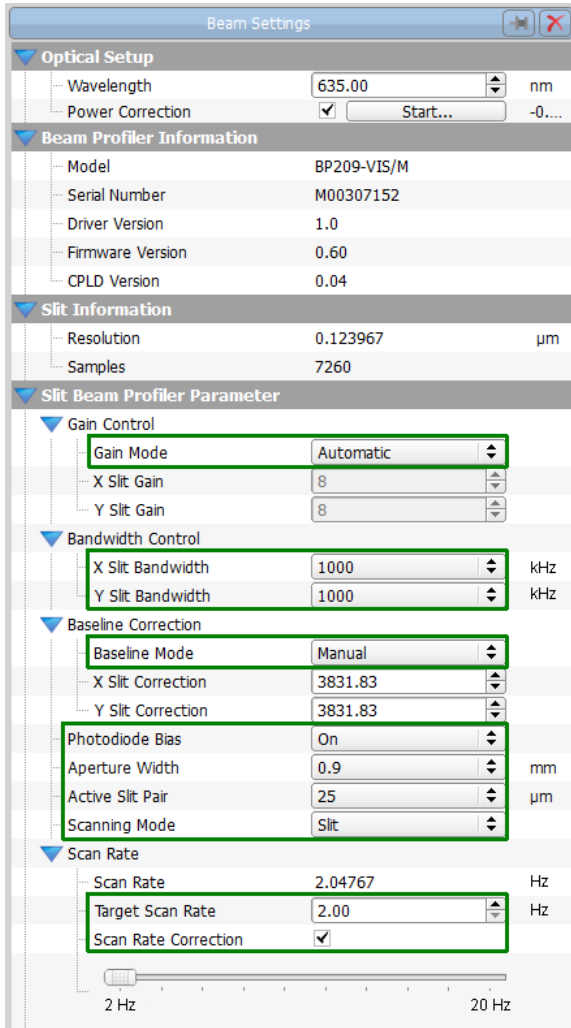 Beam Settings
Optical Setup
Wavelength 635.00 nm
Power Correction Start... -0....
Beam Profiler Information
Model BP209-VIS/M
Serial Number M00307152
Driver Version 1.0
Firmware Version 0.60
CPLD Version 0.04
Slit Information
Resolution 0.123967 µm
Samples 7260
Slit Beam Profiler Parameter
Gain Control
Gain Mode Automatic
X Slit Gain 8
Y Slit Gain 8
Bandwidth Control
X Slit Bandwidth 1000 kHz
Y Slit Bandwidth 1000 kHz
Baseline Correction
Baseline Mode Manual
X Slit Correction 3831.83
Y Slit Correction 3831.83
Photodiode Bias On
Aperture Width 0.9 mm
Active Slit Pair 25 µm
Scanning Mode Slit
Scan Rate
Scan Rate 2.04767 Hz
Target Scan Rate 2.00 Hz
Scan Rate Correction
2 Hz 20 Hz